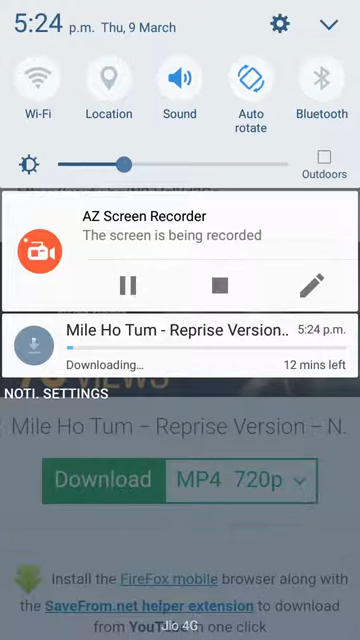 5:24 p.m. Thu, 9 March
Wi-Fi Location Sound Auto rotate Bluetooth
Outdoors
AZ Screen Recorder
The screen is being recorded
Mile Ho Tum - Reprise Version.. 5:24 p.m.
Downloading... 12 mins left
VIEWS
NOTI. SETTINGS
Mile Ho Tum – Reprise Version – N.
Download MP4 720p
Install the FireFox mobile browser along with
the SaveFrom.net helper extension to download
from YouTube in one click
Jio 4G